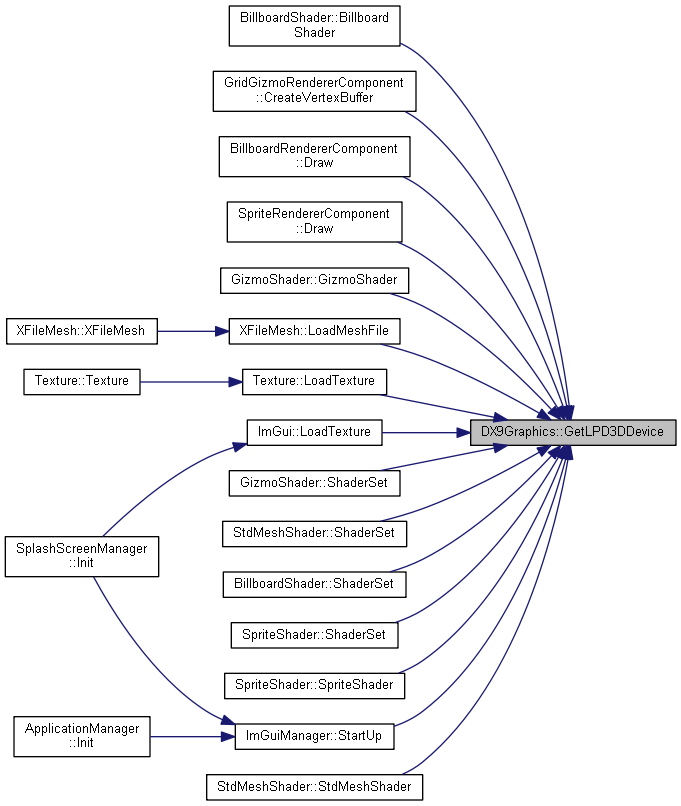 BillboardShader::Billboard
Shader
GridGizmoRendererComponent
::CreateVertexBuffer
BillboardRendererComponent
::Draw
SpriteRendererComponent
::Draw
GizmoShader::GizmoShader
XFileMesh::XFileMesh
XFileMesh::LoadMeshFile
Texture::Texture
Texture::LoadTexture
ImGui::LoadTexture
DX9Graphics::GetLPD3DDevice
GizmoShader::ShaderSet
StdMeshShader::ShaderSet
SplashScreenManager
::Init
BillboardShader::ShaderSet
SpriteShader::ShaderSet
SpriteShader::SpriteShader
ApplicationManager
::Init
ImGuiManager::StartUp
StdMeshShader::StdMeshShader